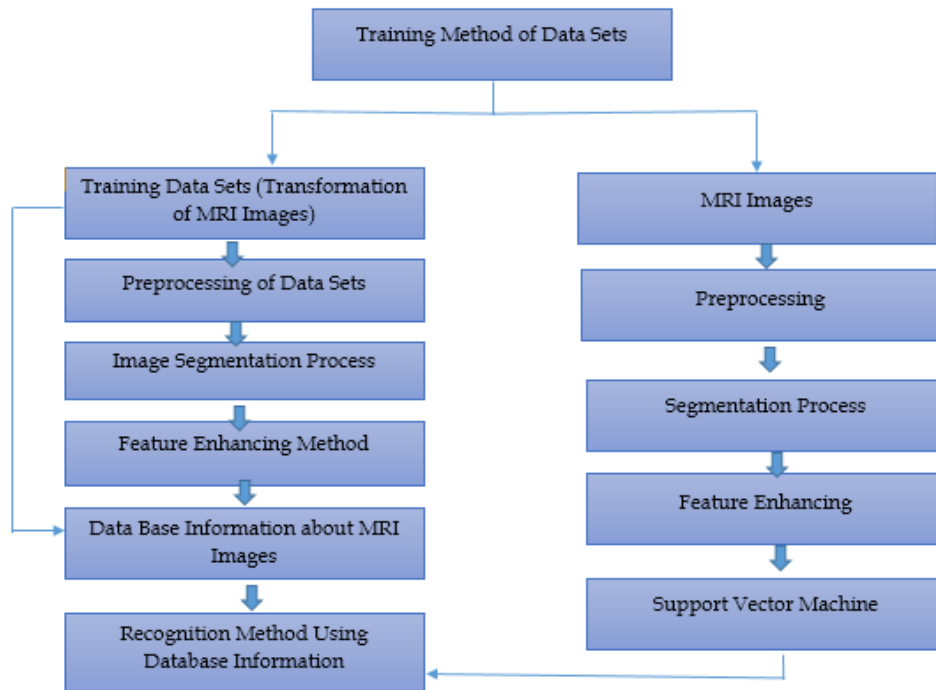 Training Method of Data Sets
Training Data Sets (Transformation
of MRI Images)
Preprocessing of Data Sets
Image Segmentation Process
Feature Enhancing Method
Data Base Information about MRI
Images
Recognition Method Using
Database Information
MRI Images
Preprocessing
Segmentation Process
Feature Enhancing
Support Vector Machine